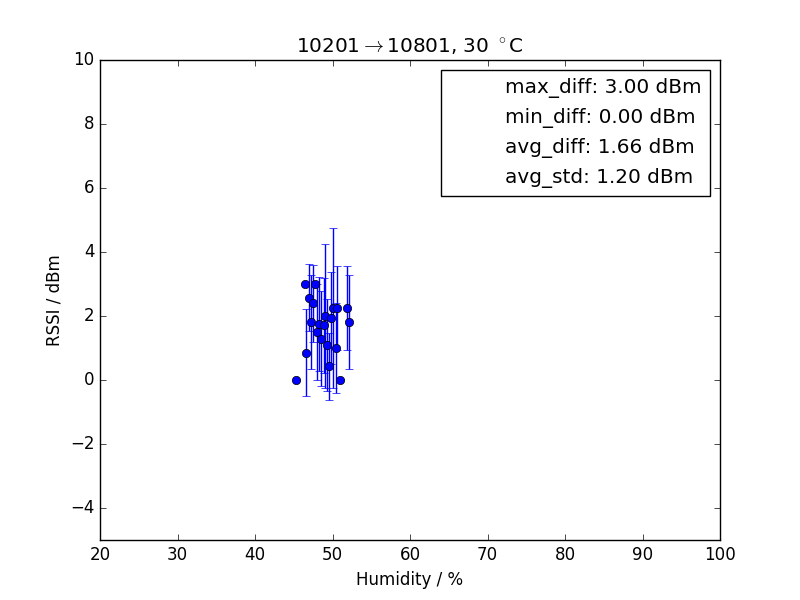 10201→10801, 30 °C
max_diff: 3.00 dBm
min_diff: 0.00 dBm
avg_diff: 1.66 dBm
avg_std: 1.20 dBm
RSSI / dBm
10
8
6
4
2
0
−2
−4
20 30 40 50 60 70 80 90 100
Humidity / %